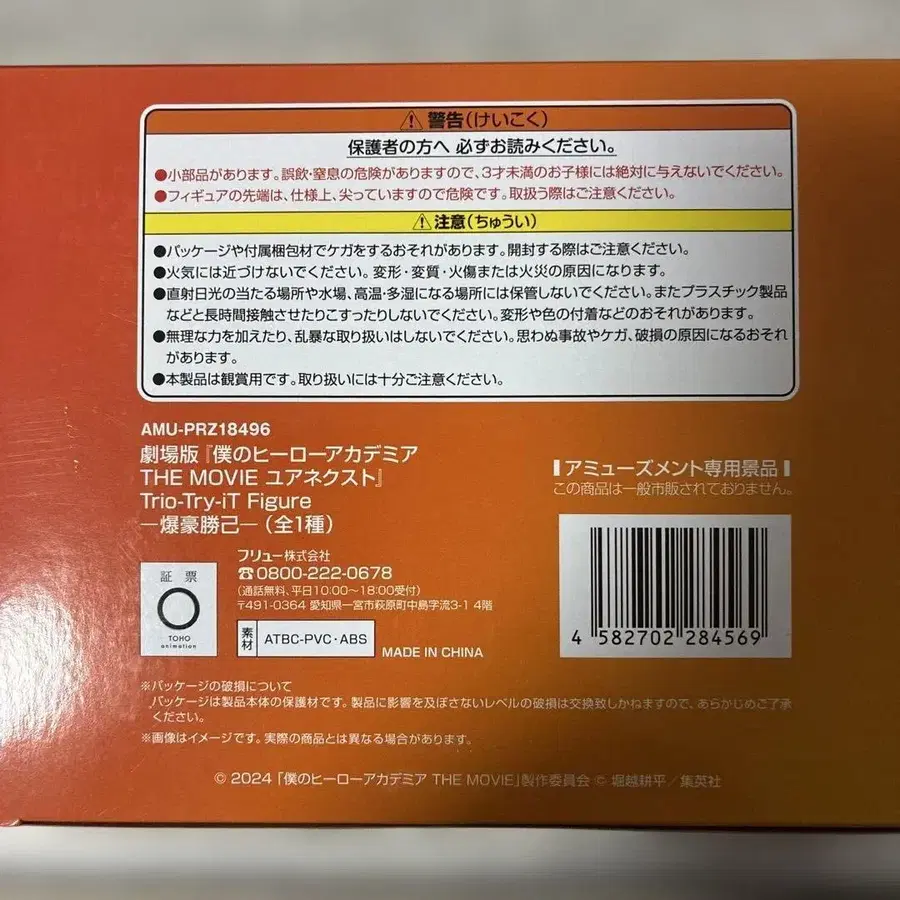 ⚠警告(けいこく)
保護者の方へ 必ずお読みください。
●小部品があります。誤飲・窒息の危険がありますので、3才未満のお子様には絶対に与えないでください。
●フィギュアの先端は、仕様上、尖っていますので危険です。取扱う際はご注意ください。
⚠注意(ちゅうい)
●パッケージや付属梱包材でケガをするおそれがあります。開封する際はご注意ください。
●火気には近づけないでください。変形・変質・火傷または火災の原因になります。
●直射日光の当たる場所や水場、高温・多湿になる場所には保管しないでください。またプラスチック製品
などと長時間接触させたりこすったりしないでください。変形や色の付着などのおそれがあります。
●無理な力を加えたり、乱暴な取り扱いはしないでください。思わぬ事故やケガ、破損の原因になるおそれ
があります。
●本製品は観賞用です。取り扱いには十分ご注意ください。
AMU-PRZ18496
劇場版『僕のヒーローアカデミア
THE MOVIE ユアネクスト』
Trio-Try-iT Figure
―爆豪勝己―(全1種)
アミューズメント専用景品
この商品は一般市販されておりません。
証票
TOHO
animation
フリュー株式会社
☎0800-222-0678
(通話無料、平日10:00~18:00受付)
〒491-0364 愛知県一宮市萩原町中島字流3-1 4階
素材
ATBC-PVC・ABS
MADE IN CHINA
4 582702 284569
※パッケージの破損について
パッケージは製品本体の保護材です。製品に影響を及ぼさないレベルの破損は交換致しかねますので、あらかじめご了承
ください。
※画像はイメージです。実際の商品とは異なる場合があります。
© 2024「僕のヒーローアカデミア THE MOVIE」製作委員会 © 堀越耕平/集英社